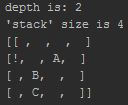 depth is: 2
'stack' size is 4
[[ , , , ]
[!, , A, ]
[ , B, , ]
[ , C, , ]]